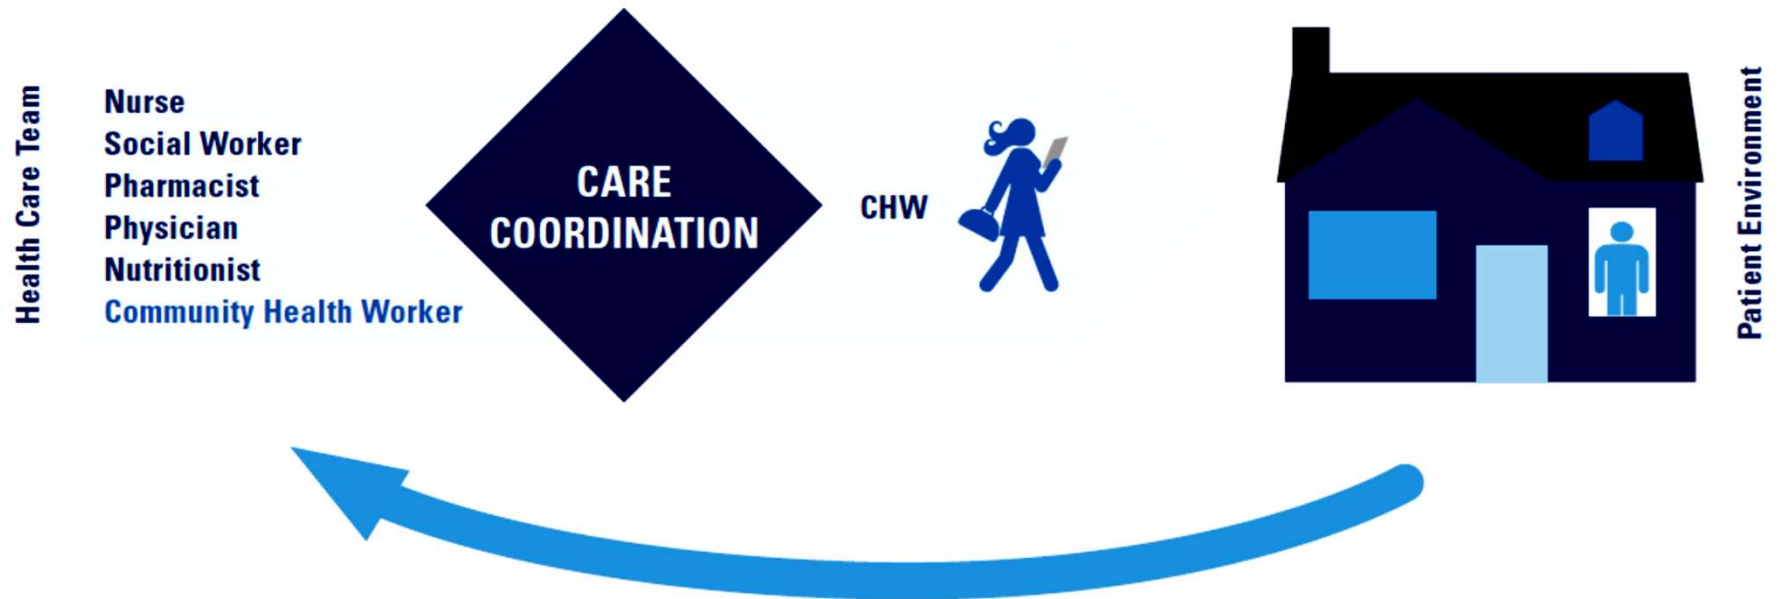 Health Care Team
Nurse
Social Worker
Pharmacist
Physician
Nutritionist
Community Health Worker
CARE
COORDINATION
CHW
Patient Environment